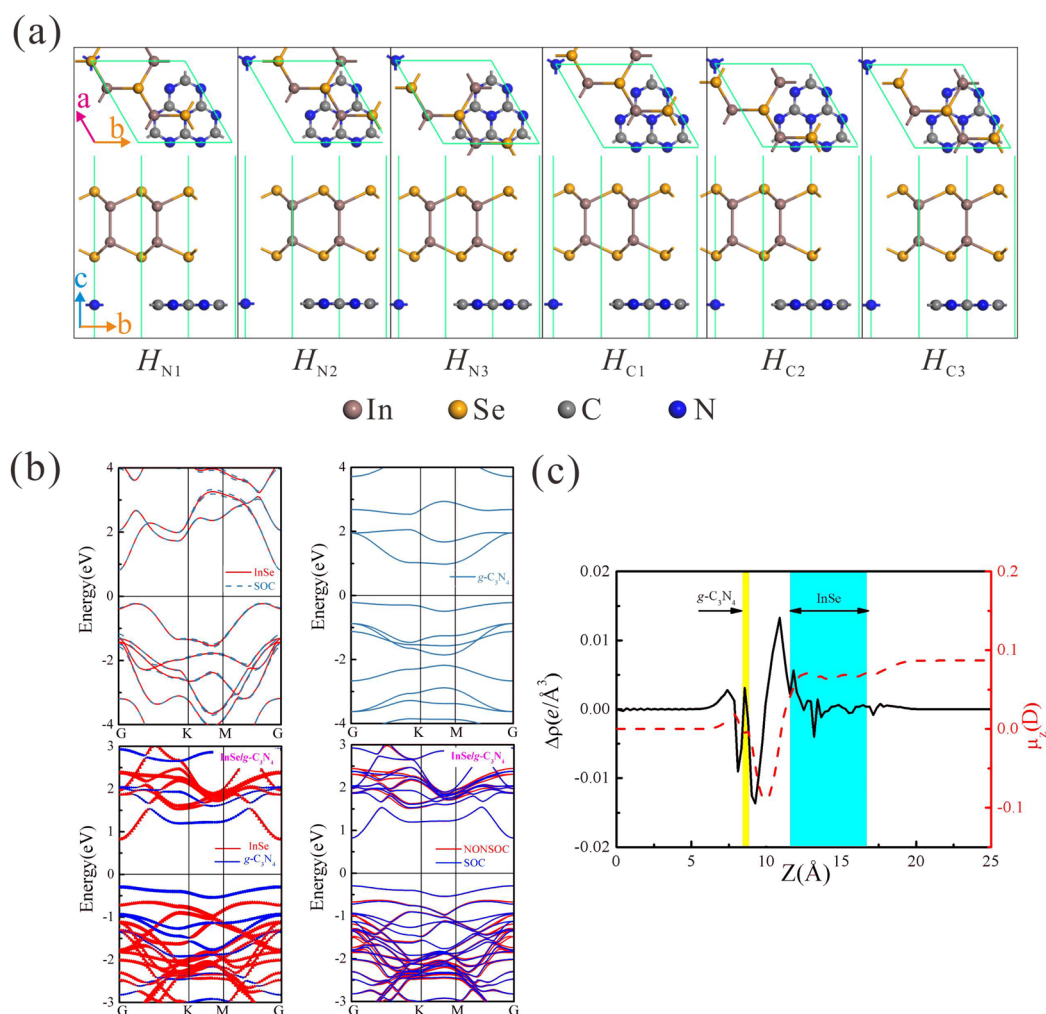 (a)
a
b
c
b
H_N1 H_N2 H_N3 H_C1 H_C2 H_C3
In Se C N
(b)
4
2
0
-2
-4
Energy(eV)
InSe
SOC
G K M G
4
2
0
-2
-4
Energy(eV)
g-C₃N₄
G K M G
3
2
1
0
-1
-2
-3
Energy(eV)
InSe/g-C₃N₄
InSe
g-C₃N₄
G K M G
3
2
1
0
-1
-2
-3
Energy(eV)
InSe/g-C₃N₄
NONSOC
SOC
G K M G
(c)
0.02
0.01
0.00
-0.01
-0.02
Δρ(e/Å³)
g-C₃N₄
InSe
0.2
0.1
0.0
-0.1
μ_z(D)
0 5 10 15 20 25
Z(Å)